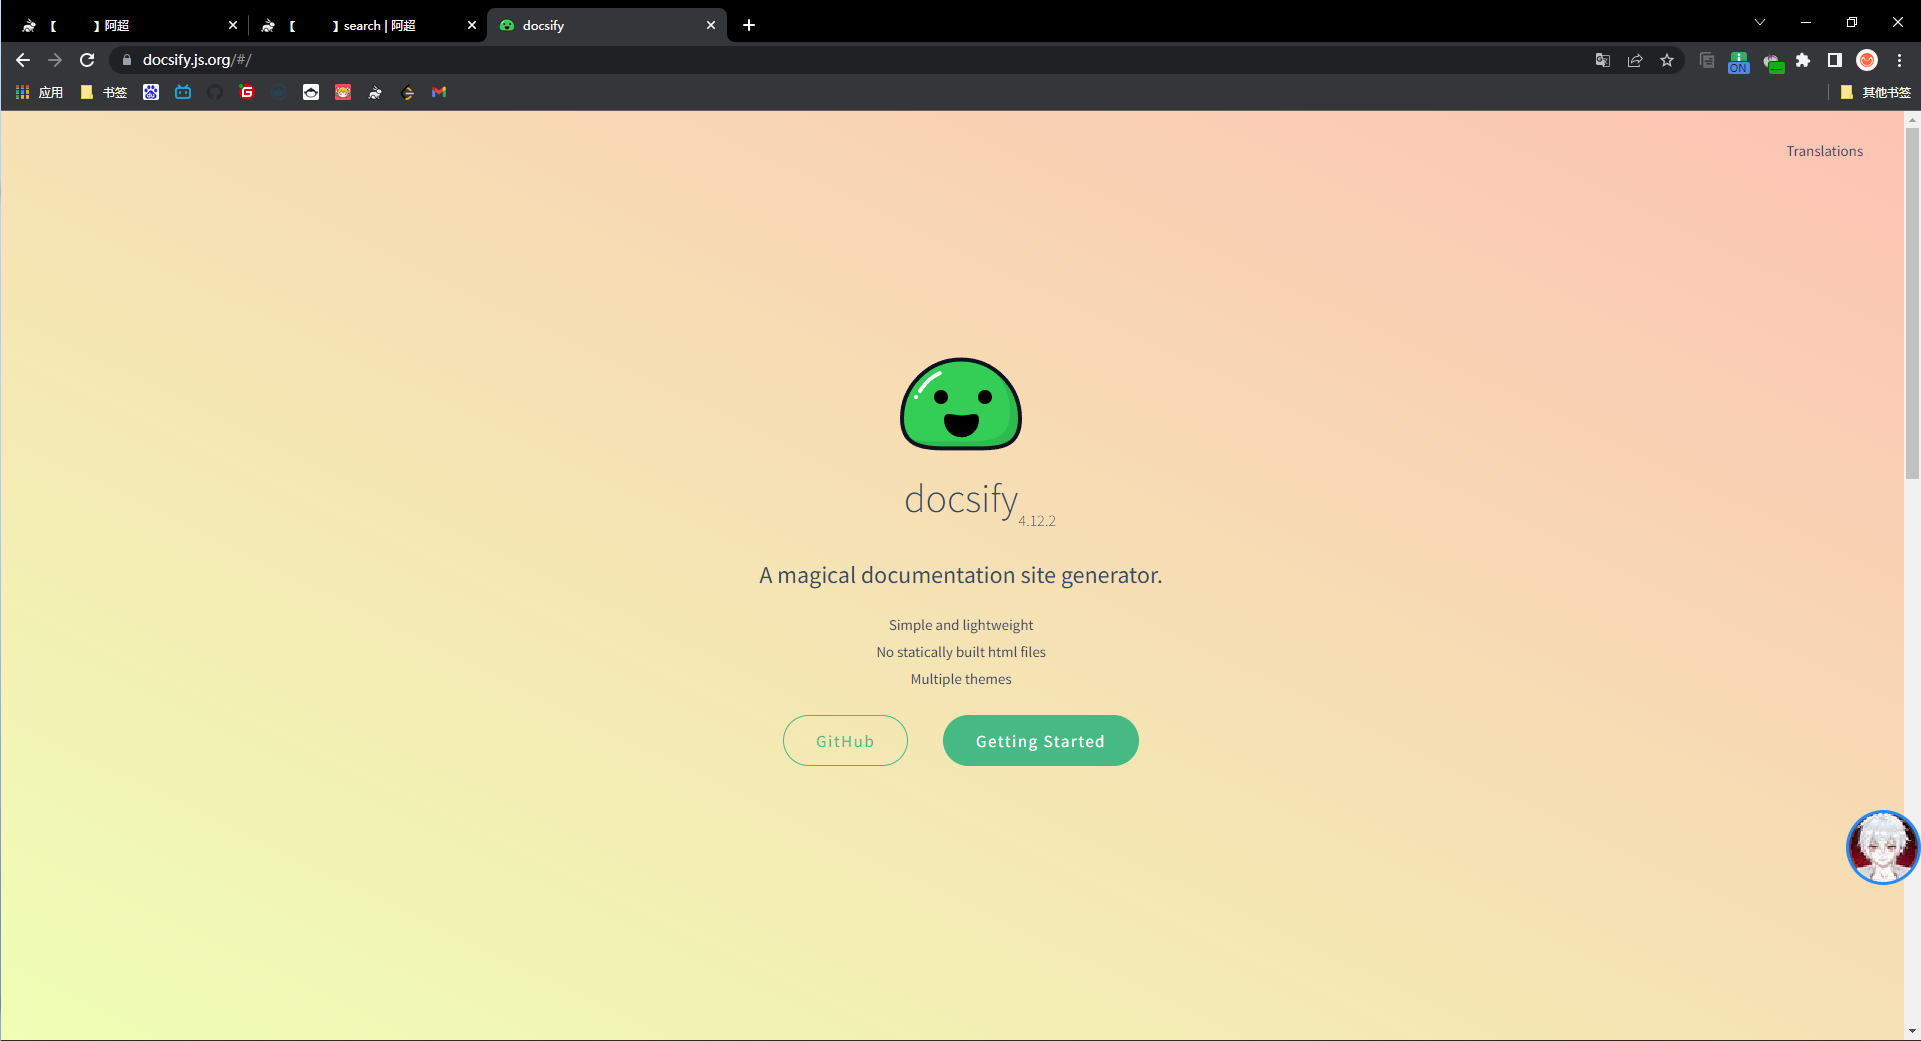 【 】阿超
【 】search | 阿超
docsify
docsify.js.org/#/
ON
应用
书签
其他书签
Translations
docsify 4.12.2
A magical documentation site generator.
Simple and lightweight
No statically built html files
Multiple themes
GitHub
Getting Started